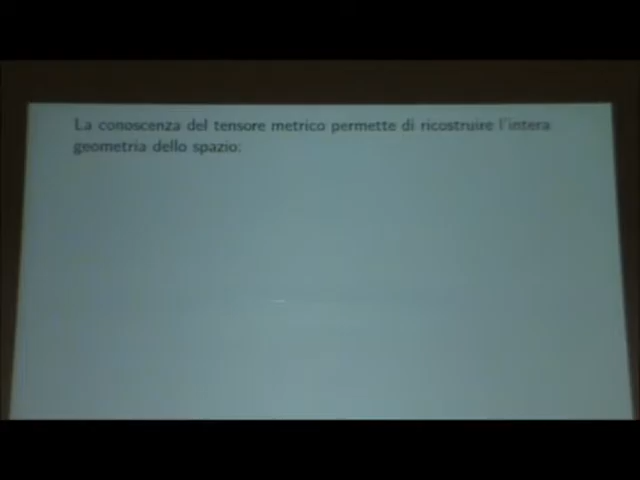 La conoscenza del tensore metrico permette di ricostruire l'intera
geometria dello spazio: